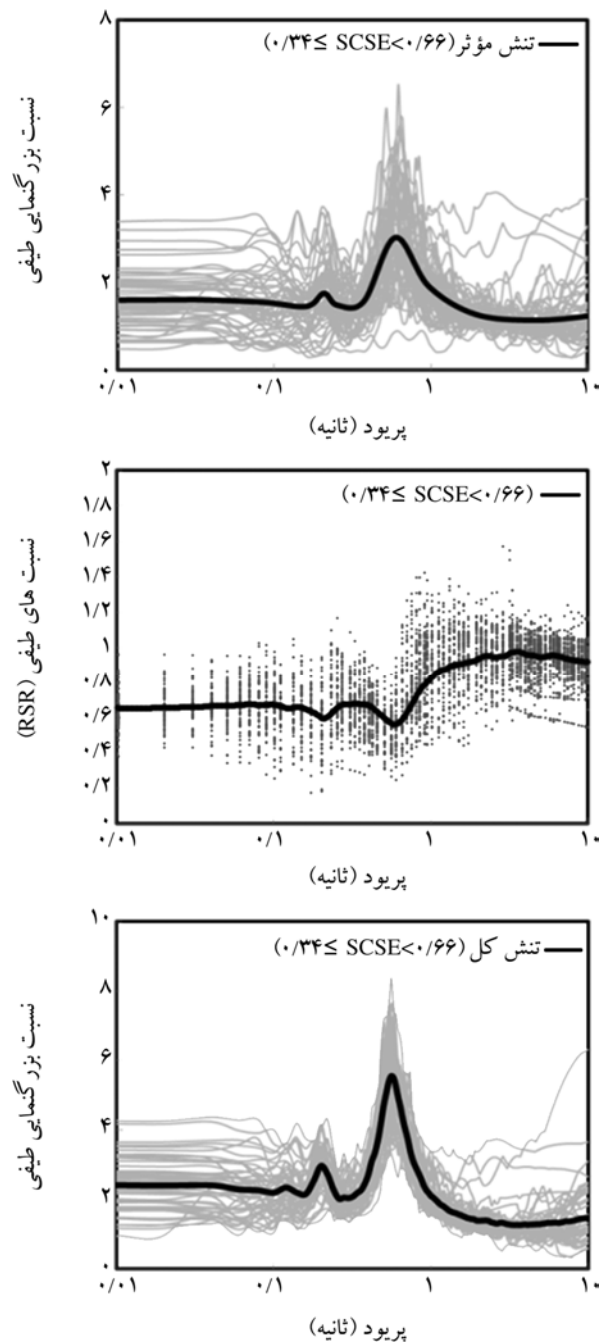 ۸
تنش مؤثر (۰/۳۴≤ SCSE<۰/۶۶)
۶
۴
۲
۰
نسبت بزرگنمایی طیفی
۰/۰۱ ۰/۱ ۱ ۱۰
پریود (ثانیه)
۲
(۰/۳۴≤ SCSE<۰/۶۶)
۱/۸
۱/۶
۱/۴
۱/۲
۱
۰/۸
۰/۶
۰/۴
۰/۲
۰
نسبت های طیفی (RSR)
۰/۰۱ ۰/۱ ۱ ۱۰
پریود (ثانیه)
۱۰
تنش کل (۰/۳۴≤ SCSE<۰/۶۶)
۸
۶
۴
۲
۰
نسبت بزرگنمایی طیفی
۰/۰۱ ۰/۱ ۱ ۱۰
پریود (ثانیه)